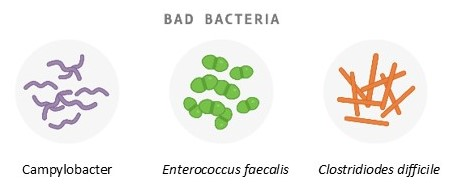 BAD BACTERIA
Campylobacter
Enterococcus faecalis
Clostridiodes difficile